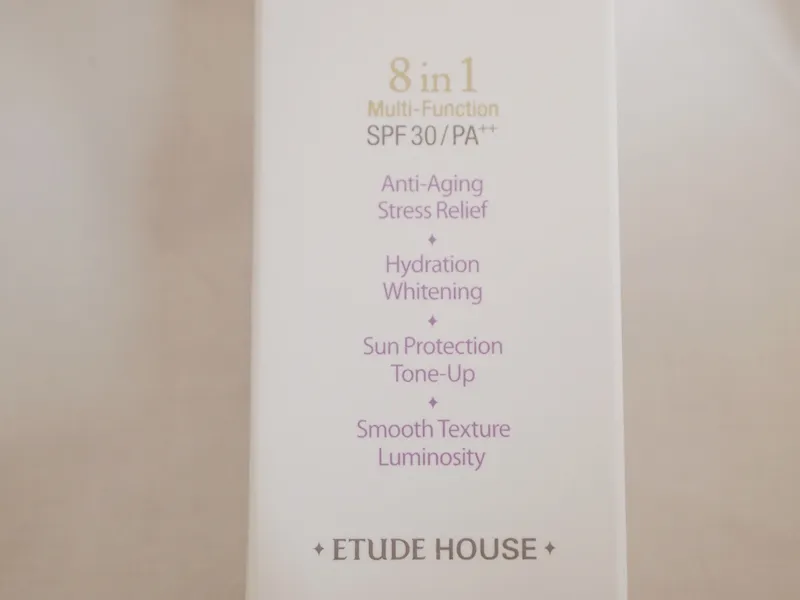 8 in 1
Multi-Function
SPF 30/PA++
Anti-Aging
Stress Relief
Hydration
Whitening
Sun Protection
Tone-Up
Smooth Texture
Luminosity
ETUDE HOUSE